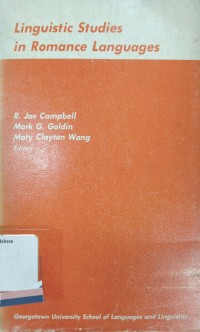 Linguistic Studies
in Romance Languages
R. Joe Campbell
Mark G. Goldin
Mary Clayton Wang
Editors
Georgetown University School of Languages and Linguistics